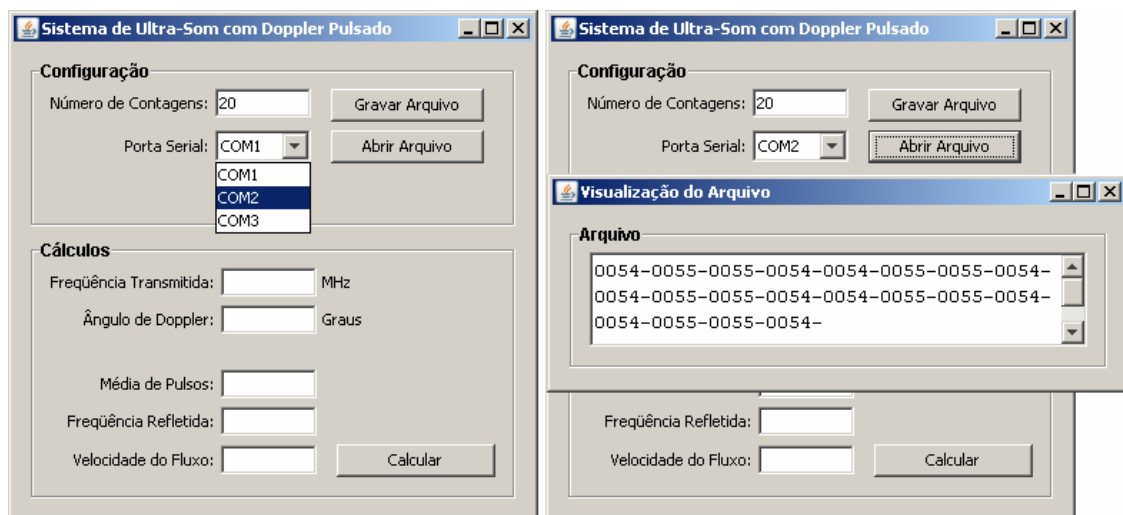 Sistema de Ultra-Som com Doppler Pulsado
Configuração
Número de Contagens: 20 Gravar Arquivo
Porta Serial: COM1 Abrir Arquivo
COM1
COM2
COM3
Cálculos
Freqüência Transmitida: MHz
Ângulo de Doppler: Graus
Média de Pulsos:
Freqüência Refletida:
Velocidade do Fluxo: Calcular
Sistema de Ultra-Som com Doppler Pulsado
Configuração
Número de Contagens: 20 Gravar Arquivo
Porta Serial: COM2 Abrir Arquivo
Visualização do Arquivo
Arquivo
0054-0055-0055-0054-0054-0055-0055-0054-
0054-0055-0055-0054-0054-0055-0055-0054-
0054-0055-0055-0054-
Freqüência Refletida:
Velocidade do Fluxo: Calcular